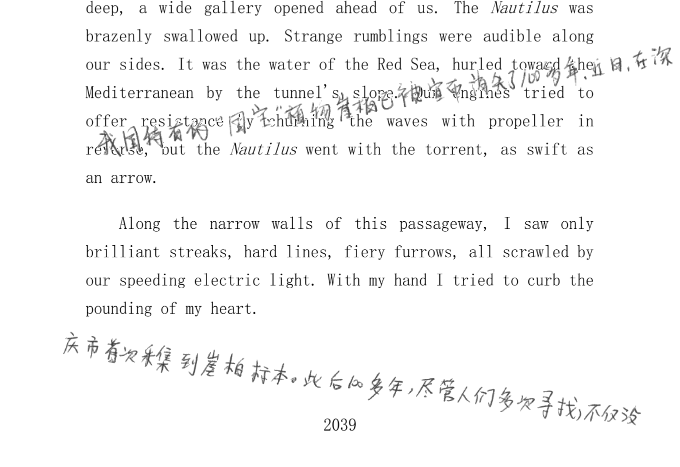 deep, a wide gallery opened ahead of us. The Nautilus was
brazenly swallowed up. Strange rumblings were audible along
our sides. It was the water of the Red Sea, hurled toward the
Mediterranean by the tunnel's slope. Our engines tried to
offer resistance by churning the waves with propeller in
reverse, but the Nautilus went with the torrent, as swift as
an arrow.
我国特有的“国宝”植物崖柏已被宣布消失了100多年,近日,在深
Along the narrow walls of this passageway, I saw only
brilliant streaks, hard lines, fiery furrows, all scrawled by
our speeding electric light. With my hand I tried to curb the
pounding of my heart.
庆市首次采集到崖柏标本。此后100多年,尽管人们多次寻找,不仅没
2039